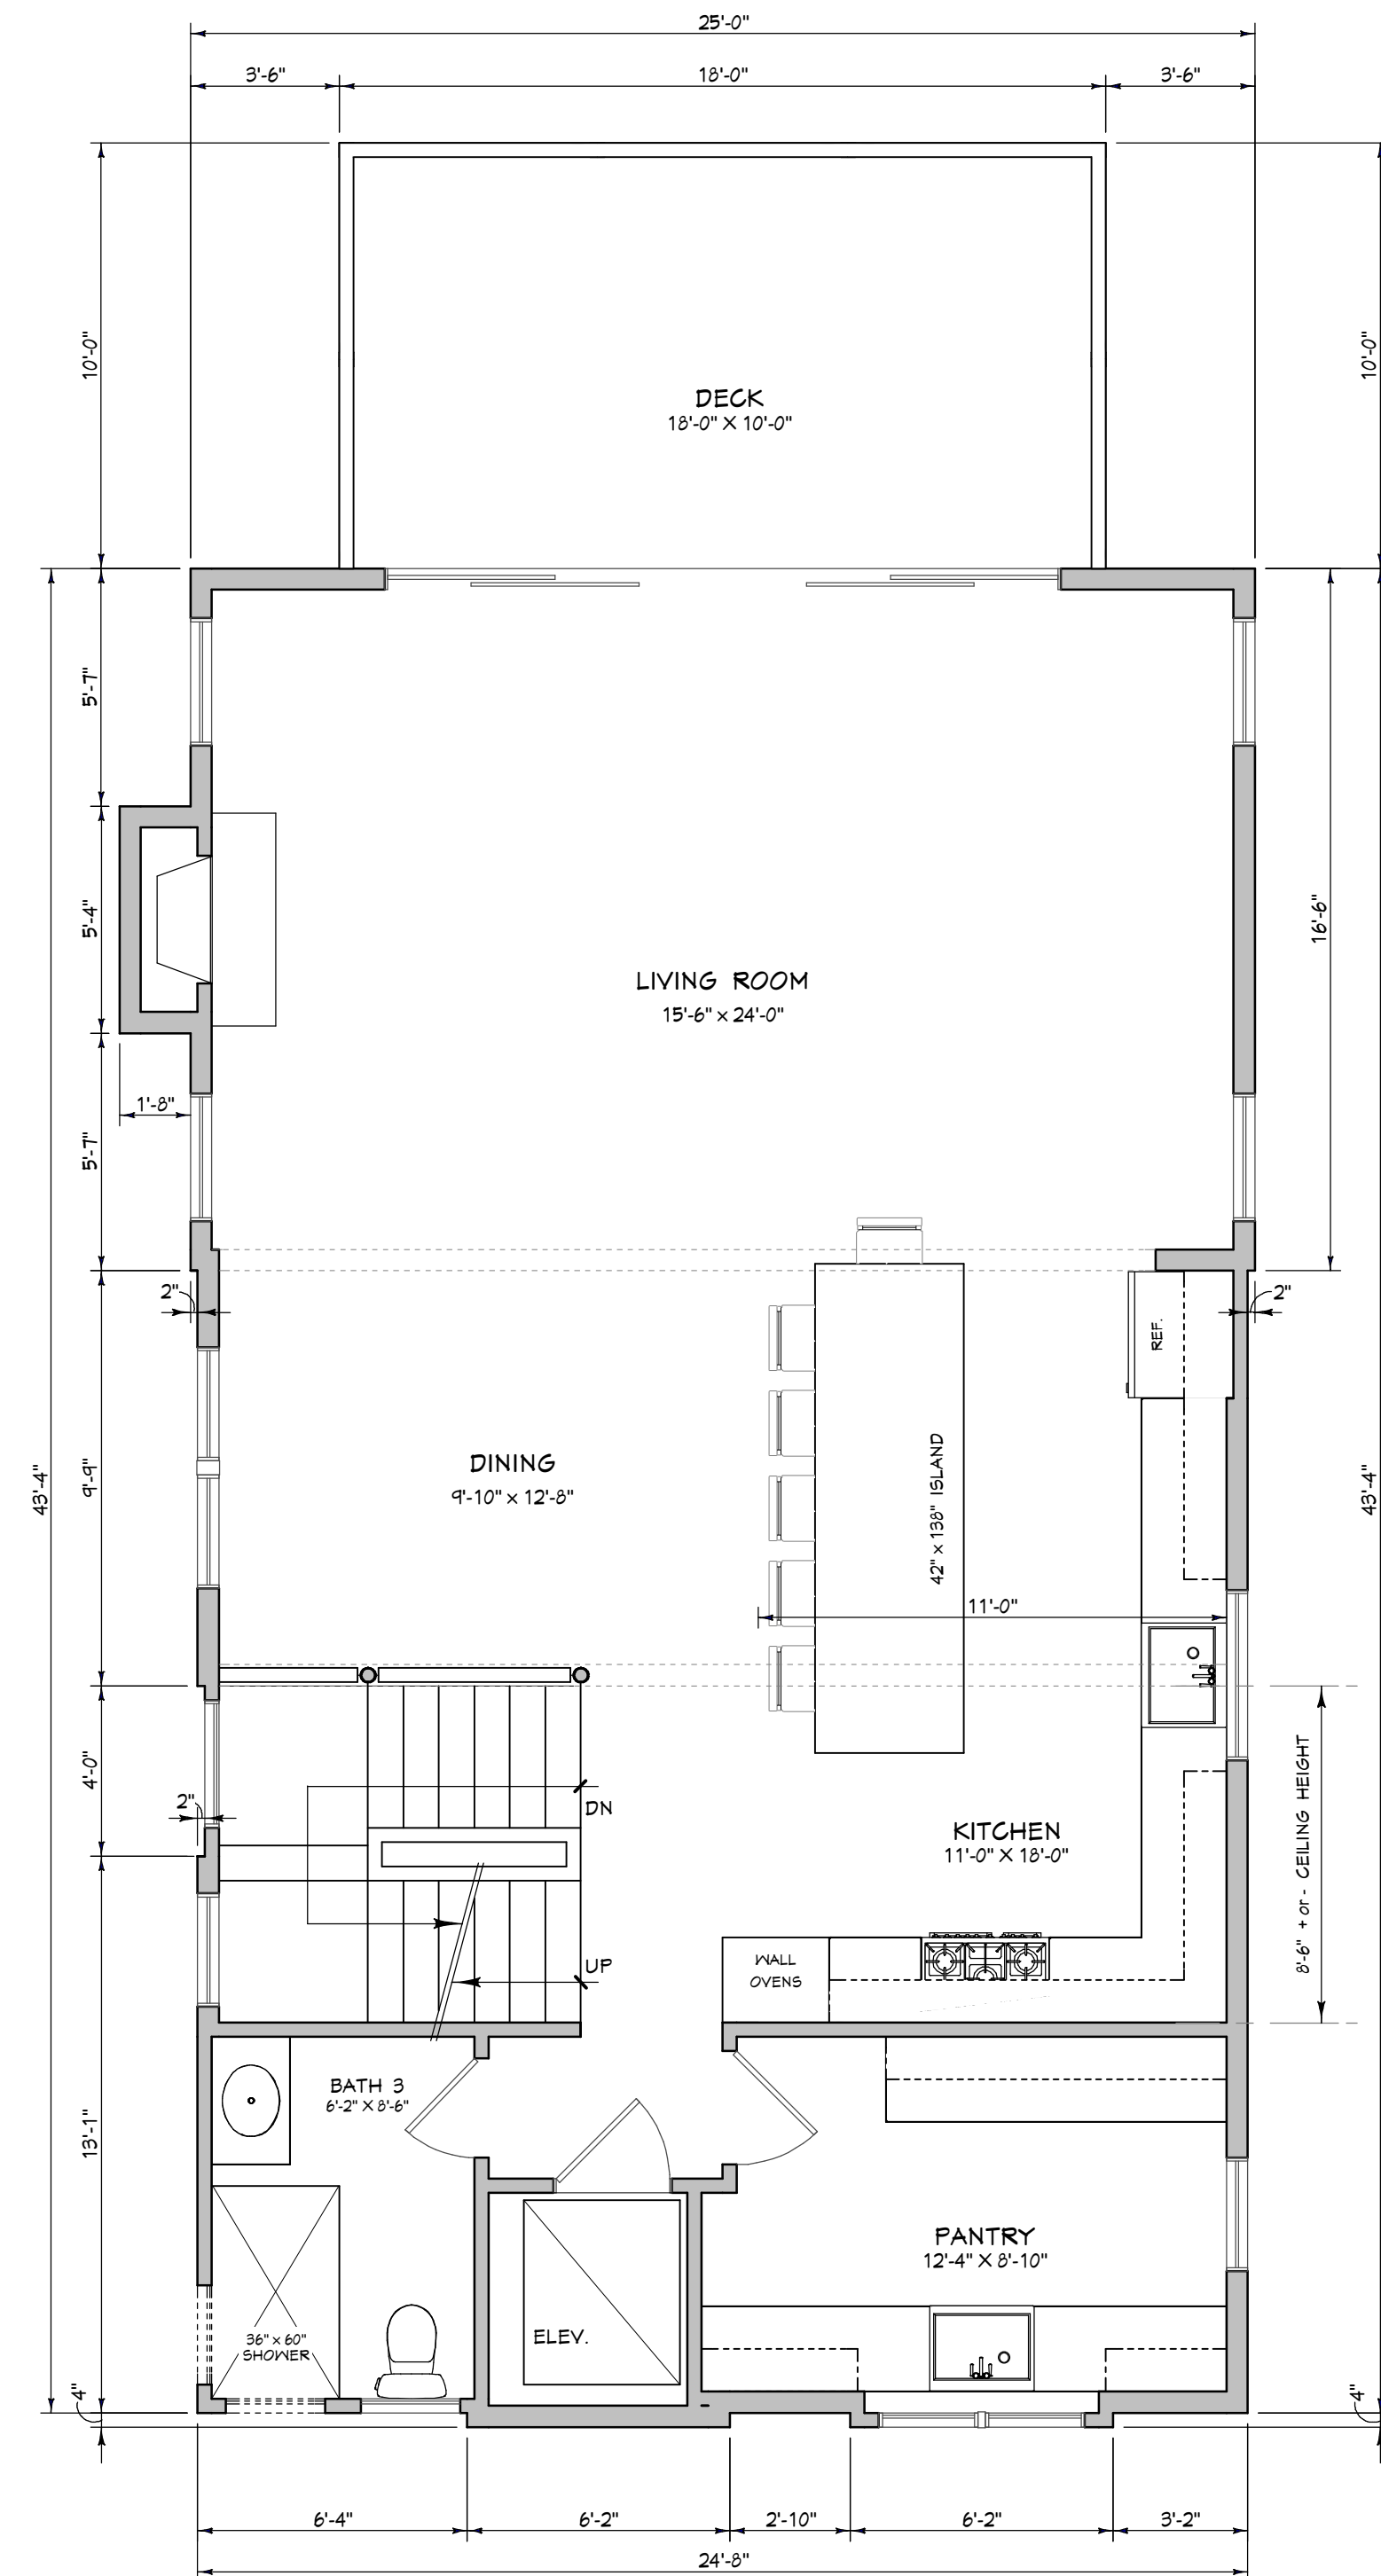 25'-0"
3'-6"
18'-0"
3'-6"
10'-0"
10'-0"
DECK
18'-0" X 10'-0"
5'-7"
5'-4"
16'-6"
LIVING ROOM
15'-6" x 24'-0"
1'-8"
5'-7"
2"
2"
REF.
42" x 138" ISLAND
DINING
9'-10" x 12'-8"
43'-4"
9'-9"
43'-4"
11'-0"
4'-0"
2"
DN
KITCHEN
11'-0" X 18'-0"
8'-6" + or - CEILING HEIGHT
UP
WALL
OVENS
BATH 3
6'-2" X 8'-6"
13'-1"
PANTRY
12'-4" X 8'-10"
ELEV.
36" x 60"
SHOWER
4"
4"
6'-4"
6'-2"
2'-10"
6'-2"
3'-2"
24'-8"